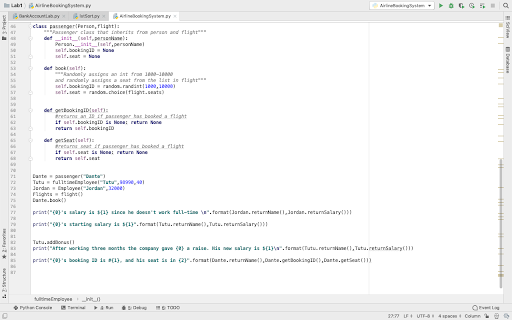 Lab1 AirlineBookingSystem.py
AirlineBookingSystem
BankAccountLab.py IntSort.py AirlineBookingSystem.py
class passenger(Person,flight):
"""Passenger class that inherits from person and flight"""
def __init__(self,personName):
Person.__init__(self,personName)
self.bookingID = None
self.seat = None
def book(self):
"""Randomly assigns an int from 1000-10000
and randomly assigns a seat from the list in flight"""
self.bookingID = random.randint(1000,10000)
self.seat = random.choice(flight.seats)
def getBookingID(self):
#returns an ID if passenger has booked a flight
if self.bookingID is None: return None
return self.bookingID
def getSeat(self):
#returns seat if passenger has booked a flight
if self.seat is None: return None
return self.seat
Dante = passenger("Dante")
Tutu = fulltimeEmployee("Tutu",99990,40)
Jordan = Employee("Jordan",32000)
Flights = flight()
Dante.book()
print("{0}'s salary is ${1} since he doesn't work full-time \n".format(Jordan.returnName(),Jordan.returnSalary()))
print("{0}'s starting salary is ${1}".format(Tutu.returnName(),Tutu.returnSalary()))
Tutu.addBonus()
print("After working three months the company gave {0} a raise. His new salary is ${1}\n".format(Tutu.returnName(),Tutu.returnSalary()))
print("{0}'s booking ID is #{1}, and his seat is in {2}".format(Dante.returnName(),Dante.getBookingID(),Dante.getSeat()))
fulltimeEmployee __init__()
Python Console Terminal 4: Run 5: Debug 6: TODO Event Log
27:77 LF UTF-8 4 spaces Column
1: Project
2: Favorites
7: Structure
SciView
Database